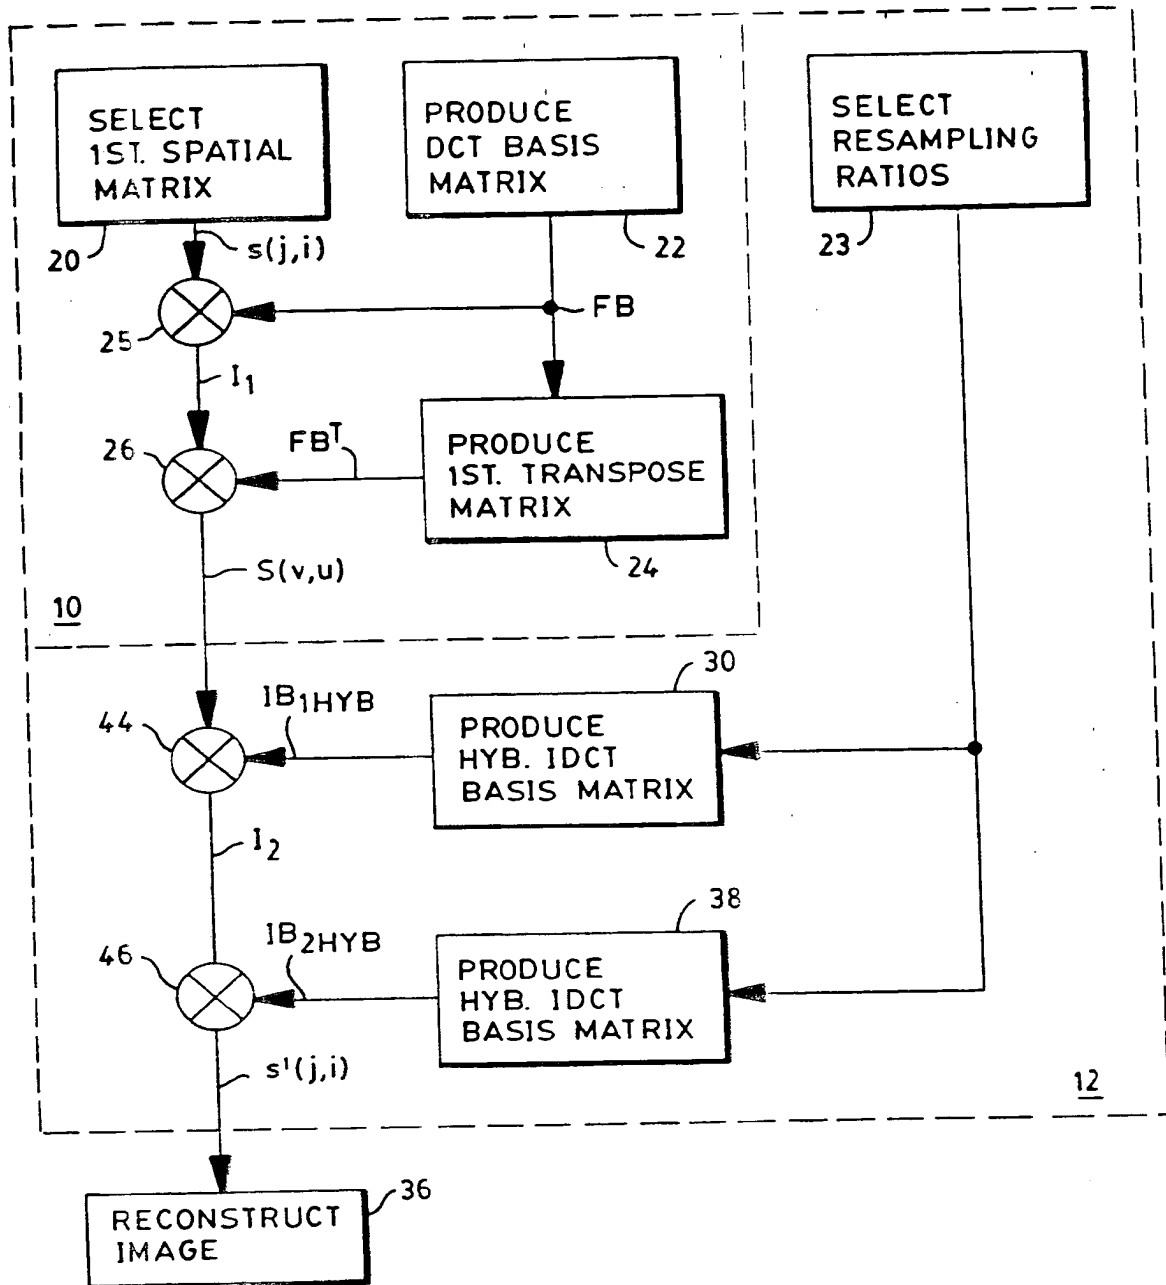 SELECT
1ST. SPATIAL
MATRIX
PRODUCE
DCT BASIS
MATRIX
SELECT
RESAMPLING
RATIOS
20
s(j,i)
22
23
25
FB
I1
26
FB^T
PRODUCE
1ST. TRANSPOSE
MATRIX
24
S(v,u)
10
30
44
IB1HYB
PRODUCE
HYB. IDCT
BASIS MATRIX
I2
38
46
IB2HYB
PRODUCE
HYB. IDCT
BASIS MATRIX
s'(j,i)
12
36
RECONSTRUCT
IMAGE